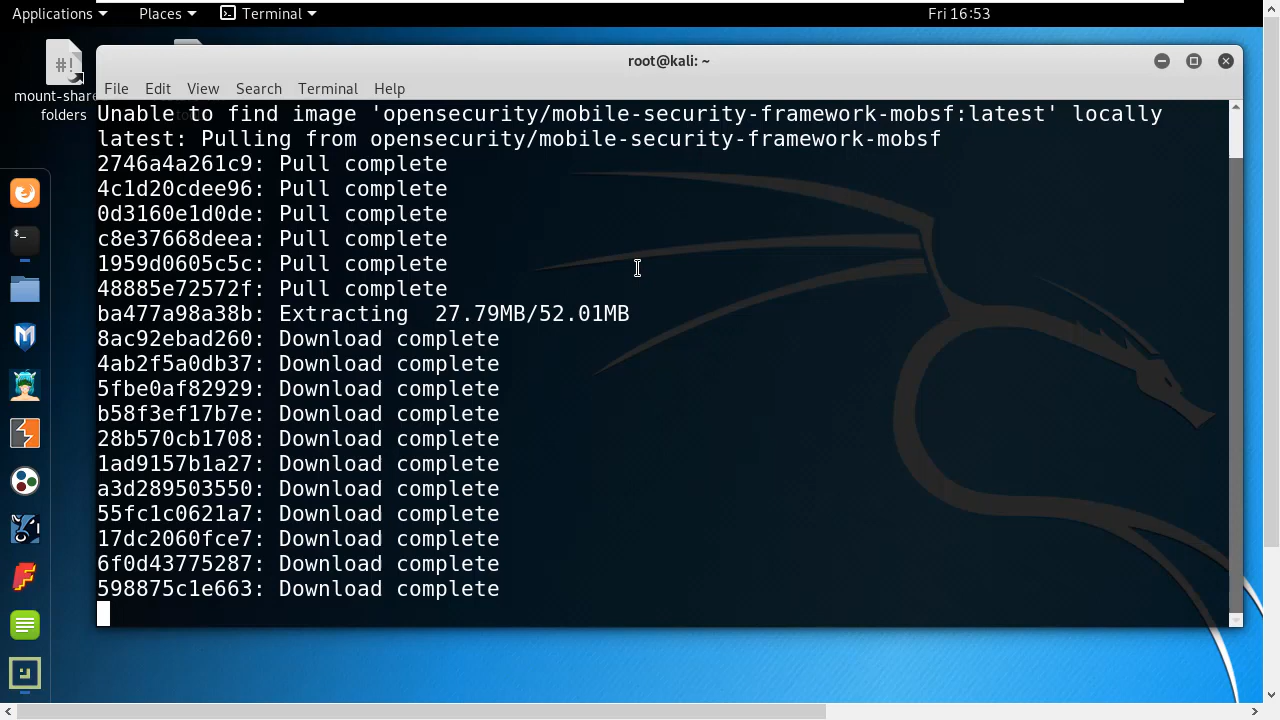 Applications Places Terminal Fri 16:53
root@kali: ~
mount-share
folders
File Edit View Search Terminal Help
Unable to find image 'opensecurity/mobile-security-framework-mobsf:latest' locally
latest: Pulling from opensecurity/mobile-security-framework-mobsf
2746a4a261c9: Pull complete
4c1d20cdee96: Pull complete
0d3160e1d0de: Pull complete
c8e37668deea: Pull complete
1959d0605c5c: Pull complete
48885e72572f: Pull complete
ba477a98a38b: Extracting 27.79MB/52.01MB
8ac92ebad260: Download complete
4ab2f5a0db37: Download complete
5fbe0af82929: Download complete
b58f3ef17b7e: Download complete
28b570cb1708: Download complete
1ad9157b1a27: Download complete
a3d289503550: Download complete
55fc1c0621a7: Download complete
17dc2060fce7: Download complete
6f0d43775287: Download complete
598875c1e663: Download complete